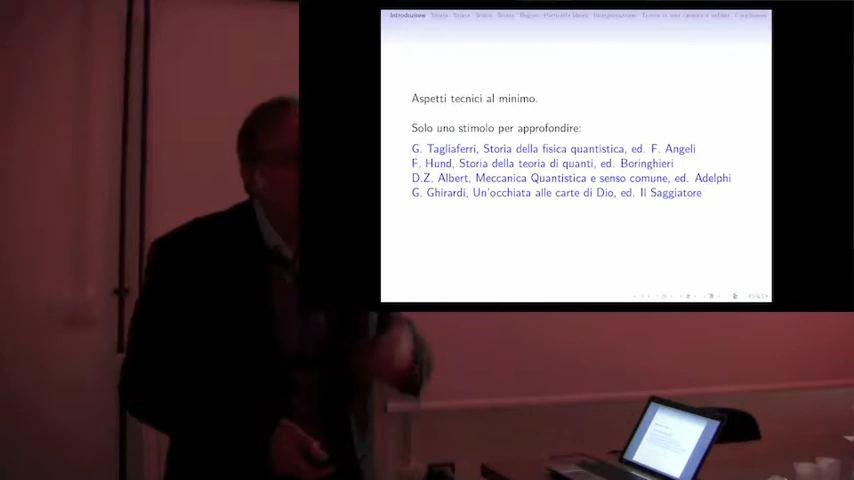 Introduzione
Aspetti tecnici al minimo.
Solo uno stimolo per approfondire:
G. Tagliaferri, Storia della fisica quantistica, ed. F. Angeli
F. Hund, Storia della teoria di quanti, ed. Boringhieri
D.Z. Albert, Meccanica Quantistica e senso comune, ed. Adelphi
G. Ghirardi, Un'occhiata alle carte di Dio, ed. Il Saggiatore